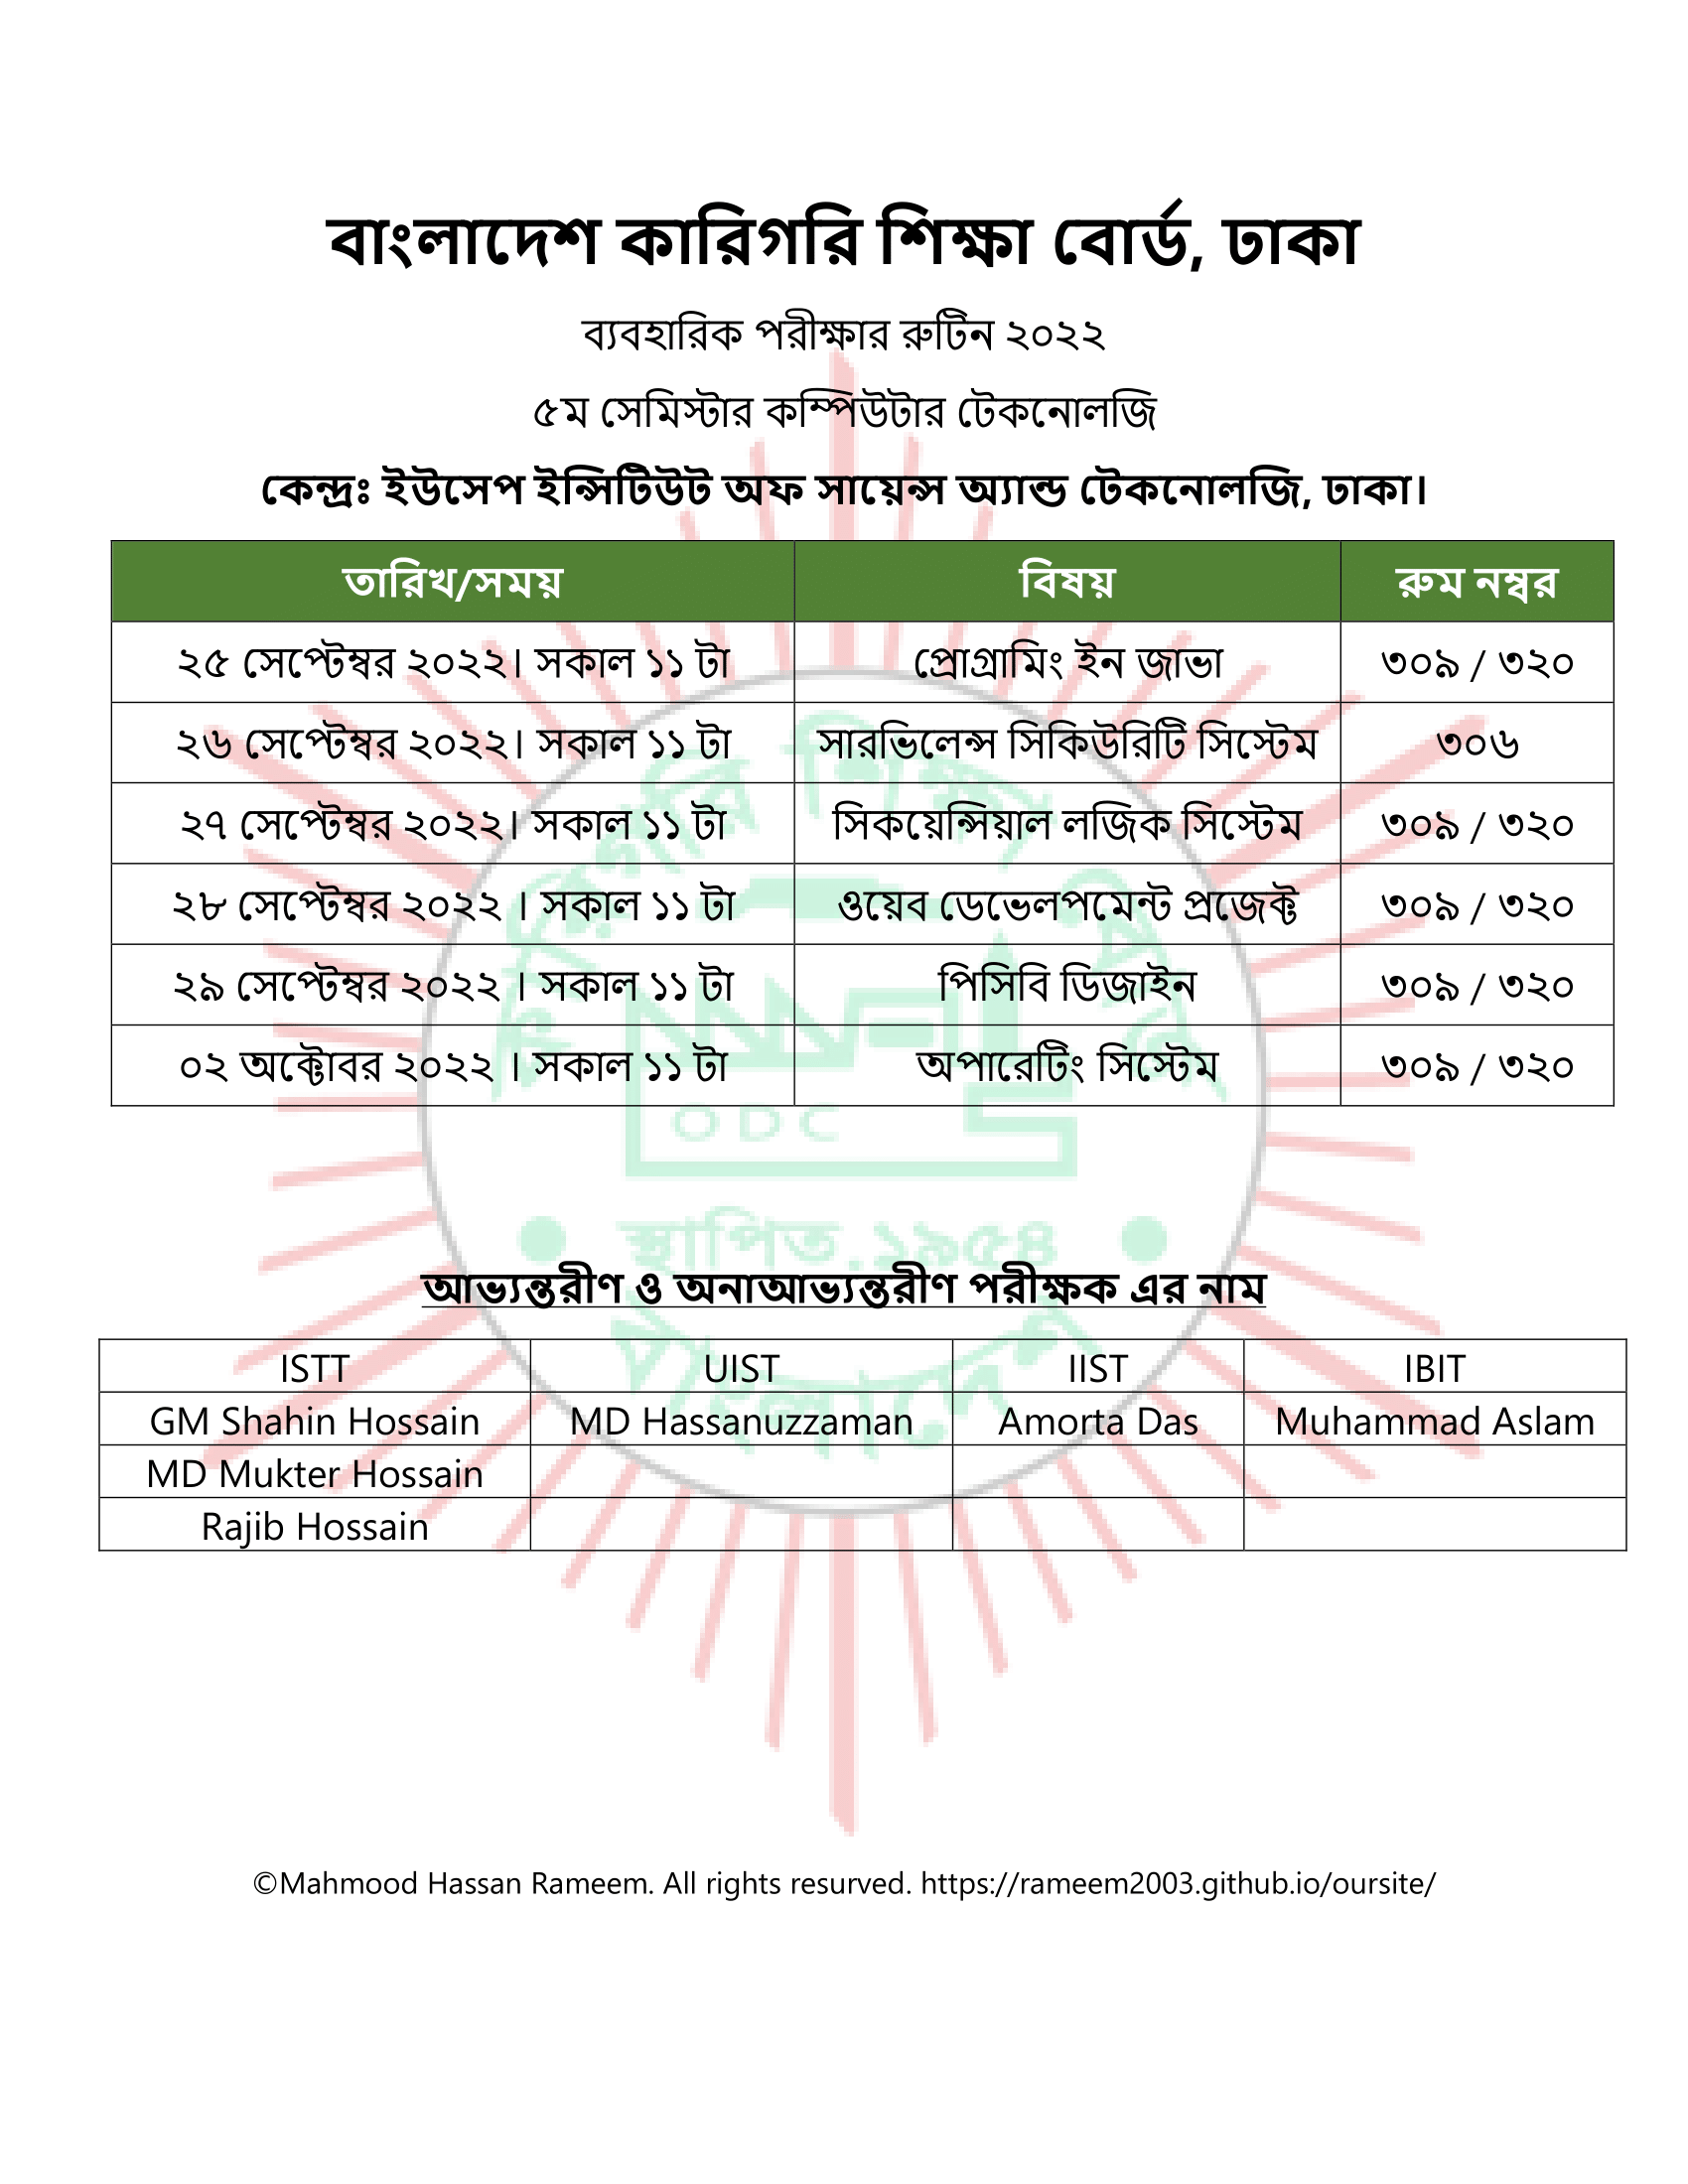 বাংলাদেশ কারিগরি শিক্ষা বোর্ড, ঢাকা
ব্যবহারিক পরীক্ষার রুটিন ২০২২
৫ম সেমিস্টার কম্পিউটার টেকনোলজি
কেন্দ্রঃ ইউসেপ ইন্সিটিউট অফ সায়েন্স অ্যান্ড টেকনোলজি, ঢাকা।
তারিখ/সময় বিষয় রুম নম্বর
২৫ সেপ্টেম্বর ২০২২। সকাল ১১ টা প্রোগ্রামিং ইন জাভা ৩০৯ / ৩২০
২৬ সেপ্টেম্বর ২০২২। সকাল ১১ টা সারভিলেন্স সিকিউরিটি সিস্টেম ৩০৬
২৭ সেপ্টেম্বর ২০২২। সকাল ১১ টা সিকয়েন্সিয়াল লজিক সিস্টেম ৩০৯ / ৩২০
২৮ সেপ্টেম্বর ২০২২ । সকাল ১১ টা ওয়েব ডেভেলপমেন্ট প্রজেক্ট ৩০৯ / ৩২০
২৯ সেপ্টেম্বর ২০২২ । সকাল ১১ টা পিসিবি ডিজাইন ৩০৯ / ৩২০
০২ অক্টোবর ২০২২ । সকাল ১১ টা অপারেটিং সিস্টেম ৩০৯ / ৩২০
কারিগরি শিক্ষা বোর্ড
ODC
স্থাপিত.১৯৫৪
বাংলাদেশ
আভ্যন্তরীণ ও অনাআভ্যন্তরীণ পরীক্ষক এর নাম
ISTT UIST IIST IBIT
GM Shahin Hossain MD Hassanuzzaman Amorta Das Muhammad Aslam
MD Mukter Hossain
Rajib Hossain
©Mahmood Hassan Rameem. All rights resurved. https://rameem2003.github.io/oursite/